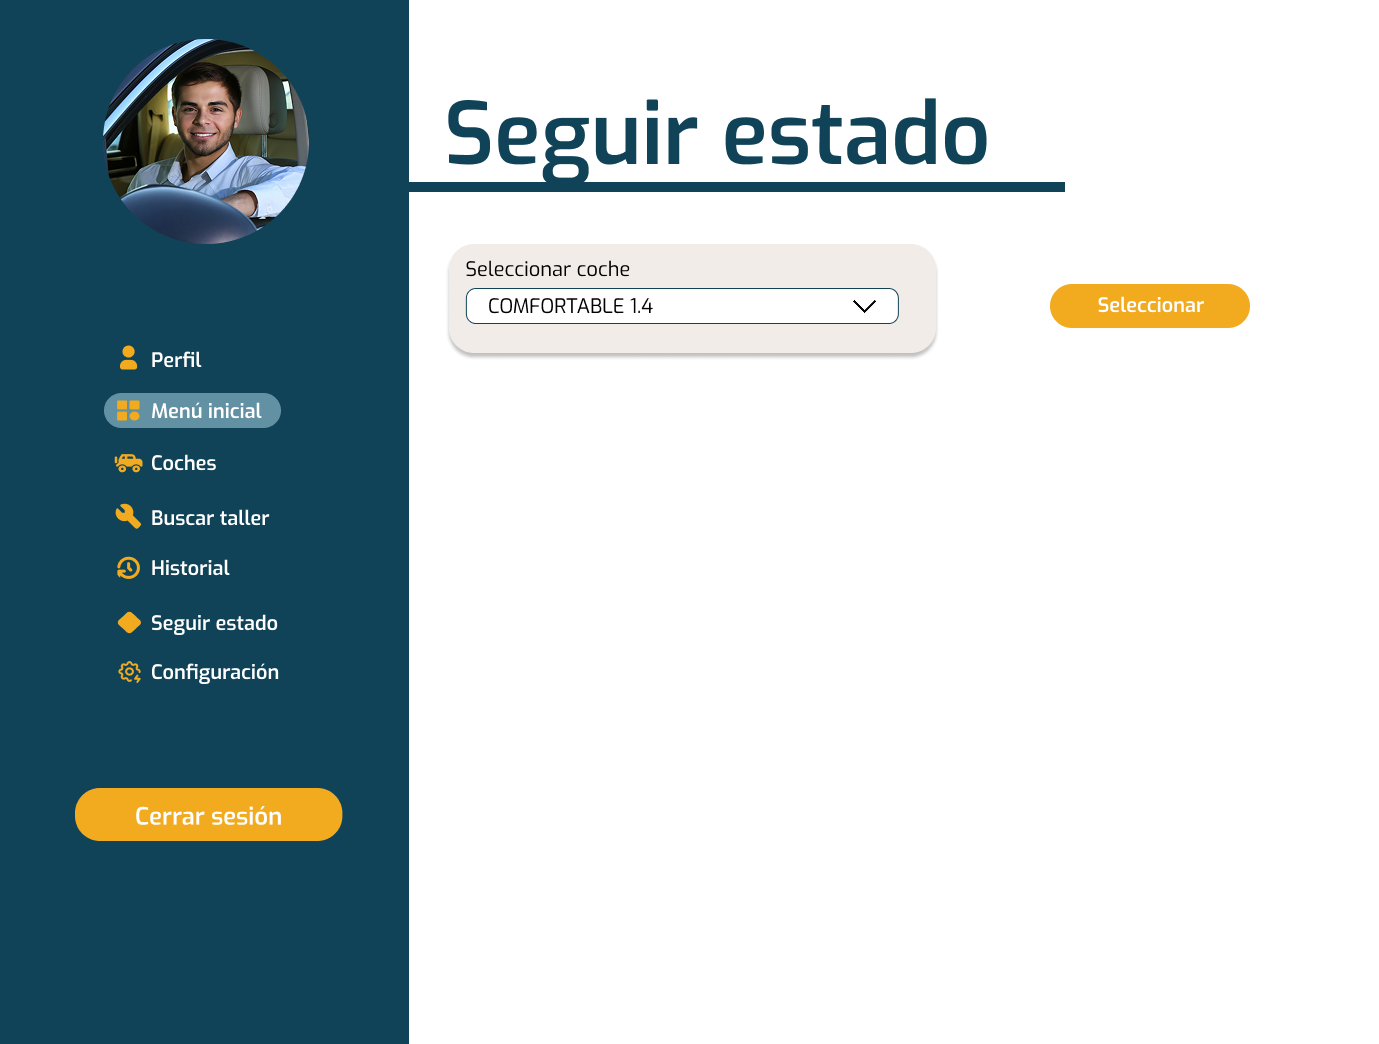 Seguir estado
Seleccionar coche
COMFORTABLE 1.4
Seleccionar
Perfil
Menú inicial
Coches
Buscar taller
Historial
Seguir estado
Configuración
Cerrar sesión